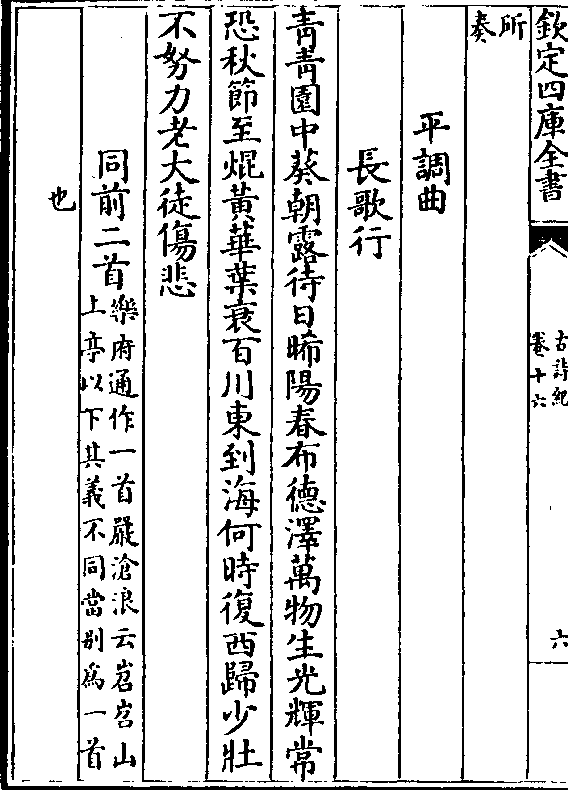 欽定四庫全書
古詩紀
卷十六
六
所
奏
平調曲
長歌行
青青園中葵朝露待日晞陽春布德澤萬物生光輝常
恐秋節至焜黃華葉衰百川東到海何時復西歸少壯
不努力老大徒傷悲
同前二首
樂府通作一首嚴滄浪云岧岧山
上亭以下其義不同當别為一首
也